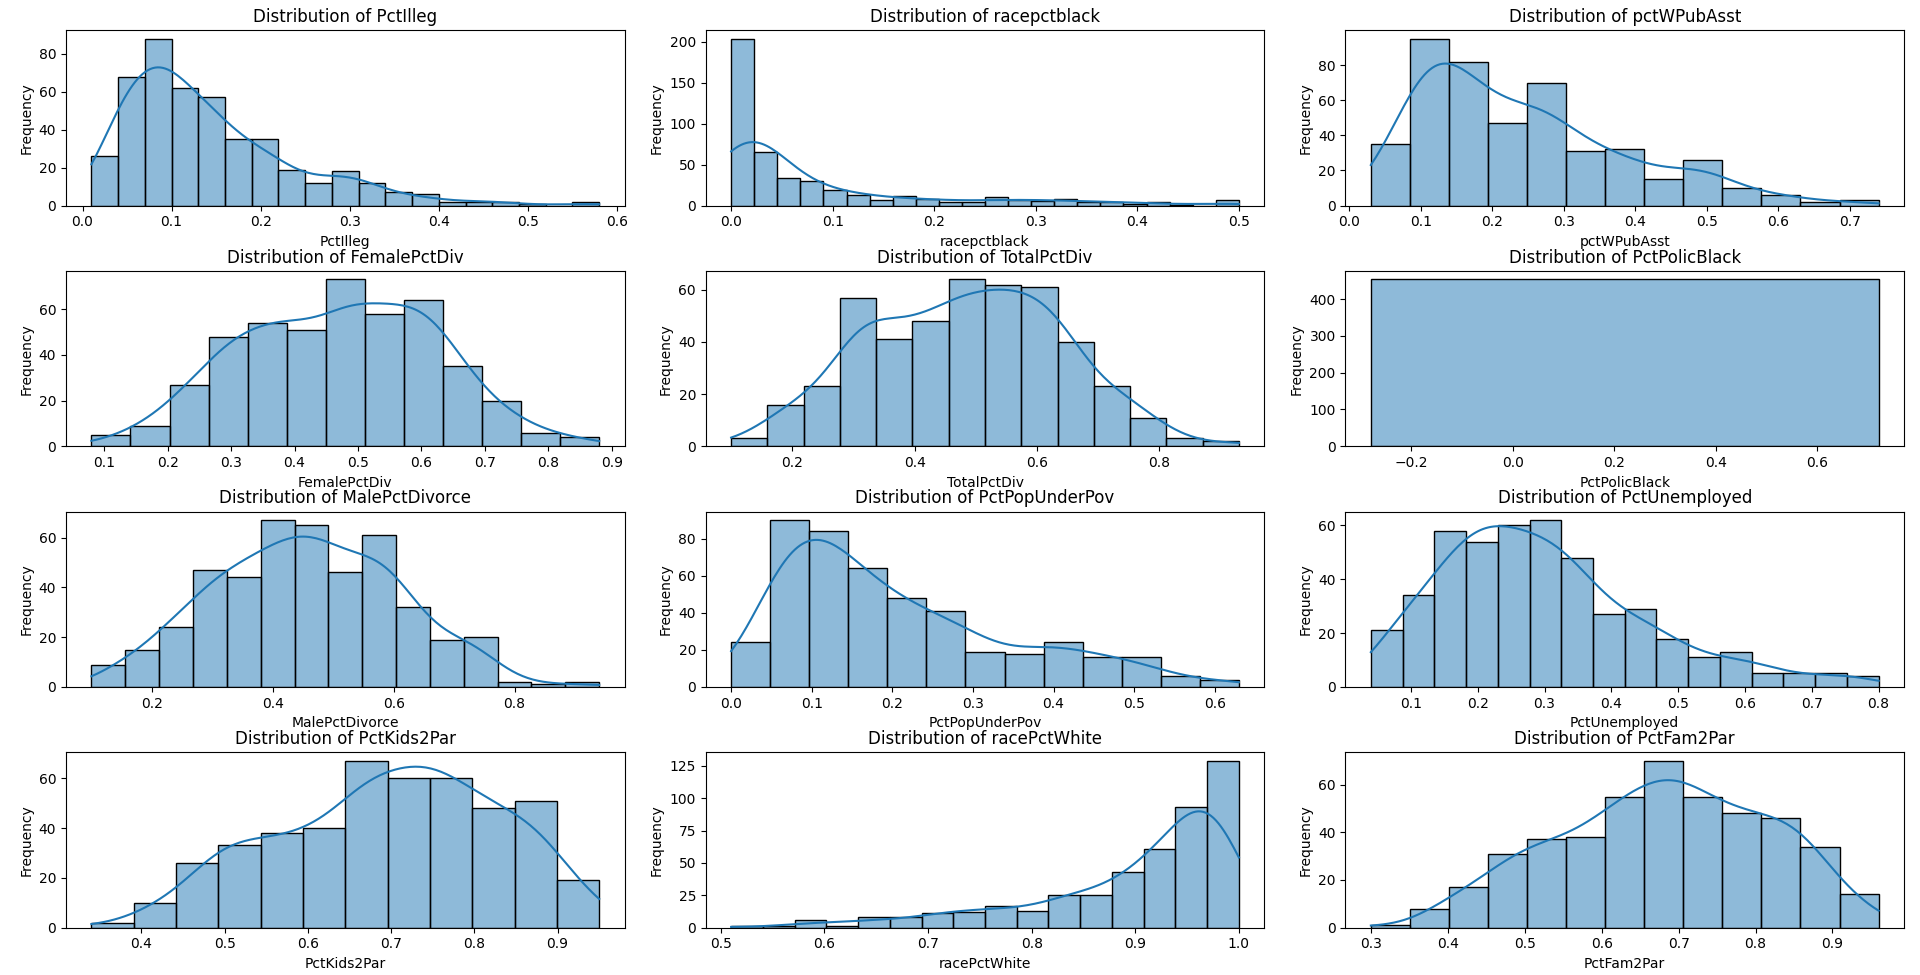 Distribution of PctIlleg
Frequency
80
60
40
20
0
0.0 0.1 0.2 0.3 0.4 0.5 0.6
PctIlleg
Distribution of racepctblack
Frequency
200
150
100
50
0
0.0 0.1 0.2 0.3 0.4 0.5
racepctblack
Distribution of pctWPubAsst
Frequency
80
60
40
20
0
0.0 0.1 0.2 0.3 0.4 0.5 0.6 0.7
pctWPubAsst
Distribution of FemalePctDiv
Frequency
60
40
20
0
0.1 0.2 0.3 0.4 0.5 0.6 0.7 0.8 0.9
FemalePctDiv
Distribution of TotalPctDiv
Frequency
60
40
20
0
0.2 0.4 0.6 0.8
TotalPctDiv
Distribution of PctPolicBlack
Frequency
400
300
200
100
0
−0.2 0.0 0.2 0.4 0.6
PctPolicBlack
Distribution of MalePctDivorce
Frequency
60
40
20
0
0.2 0.4 0.6 0.8
MalePctDivorce
Distribution of PctPopUnderPov
Frequency
80
60
40
20
0
0.0 0.1 0.2 0.3 0.4 0.5 0.6
PctPopUnderPov
Distribution of PctUnemployed
Frequency
60
40
20
0
0.1 0.2 0.3 0.4 0.5 0.6 0.7 0.8
PctUnemployed
Distribution of PctKids2Par
Frequency
60
40
20
0
0.4 0.5 0.6 0.7 0.8 0.9
PctKids2Par
Distribution of racePctWhite
Frequency
125
100
75
50
25
0
0.5 0.6 0.7 0.8 0.9 1.0
racePctWhite
Distribution of PctFam2Par
Frequency
60
40
20
0
0.3 0.4 0.5 0.6 0.7 0.8 0.9
PctFam2Par